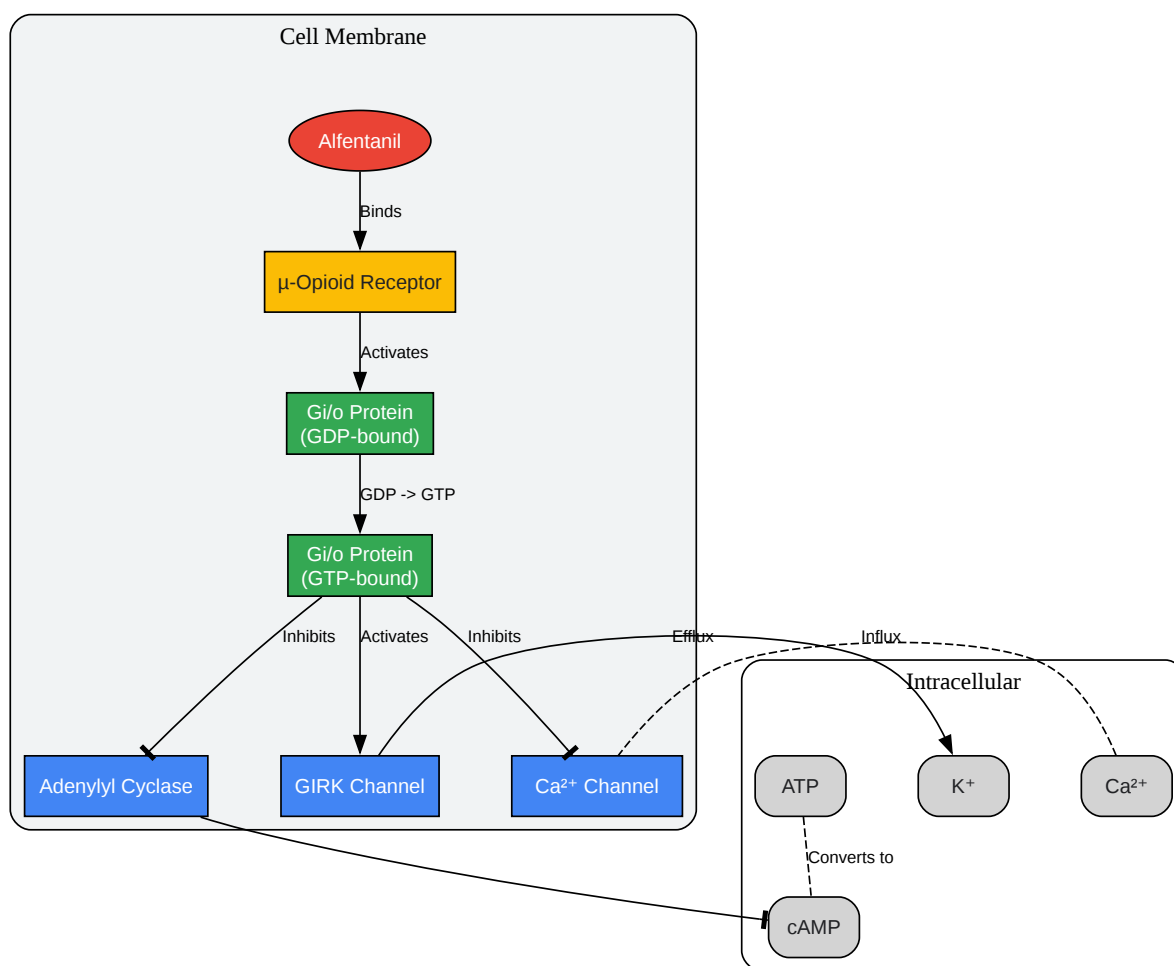 Cell Membrane
Alfentanil
Binds
µ-Opioid Receptor
Activates
Gi/o Protein
(GDP-bound)
GDP -> GTP
Gi/o Protein
(GTP-bound)
Inhibits
Activates
Inhibits
Efflux
Influx
Intracellular
Adenylyl Cyclase
GIRK Channel
Ca²⁺ Channel
ATP
K⁺
Ca²⁺
Converts to
cAMP